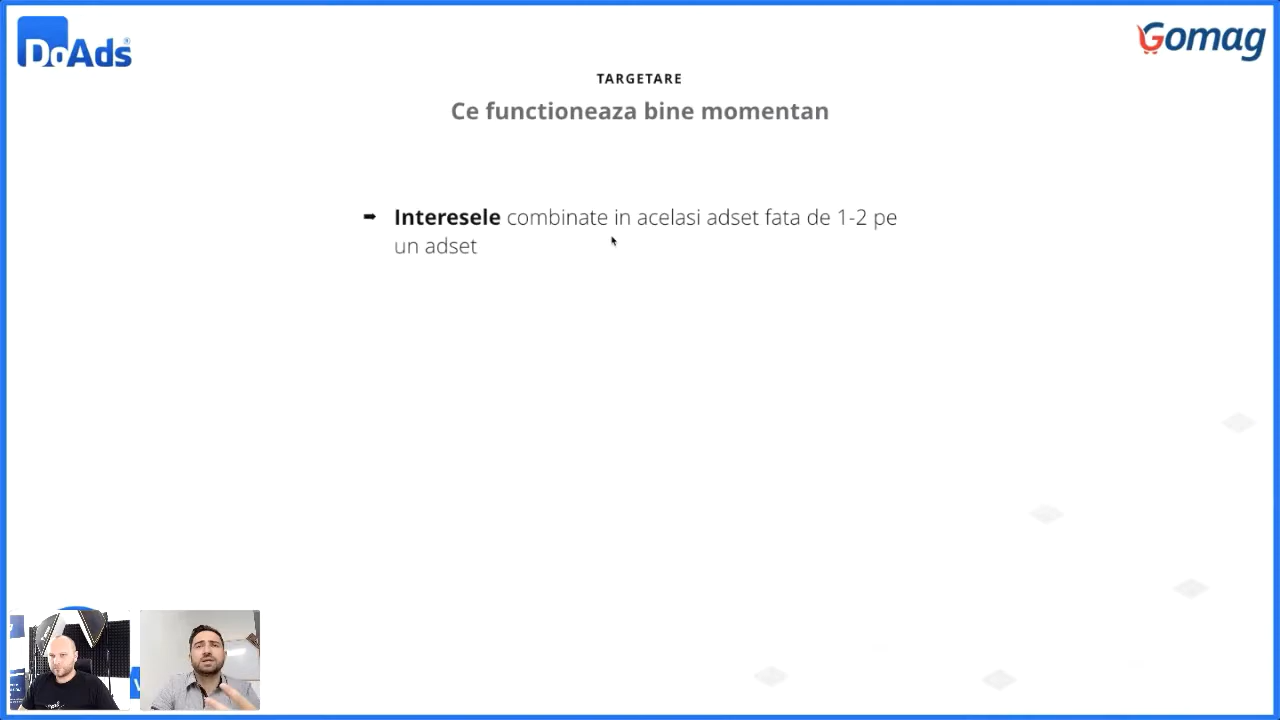 DoAds
Gomag
TARGETARE
Ce functioneaza bine momentan
➡ Interesele combinate in acelasi adset fata de 1-2 pe
un adset